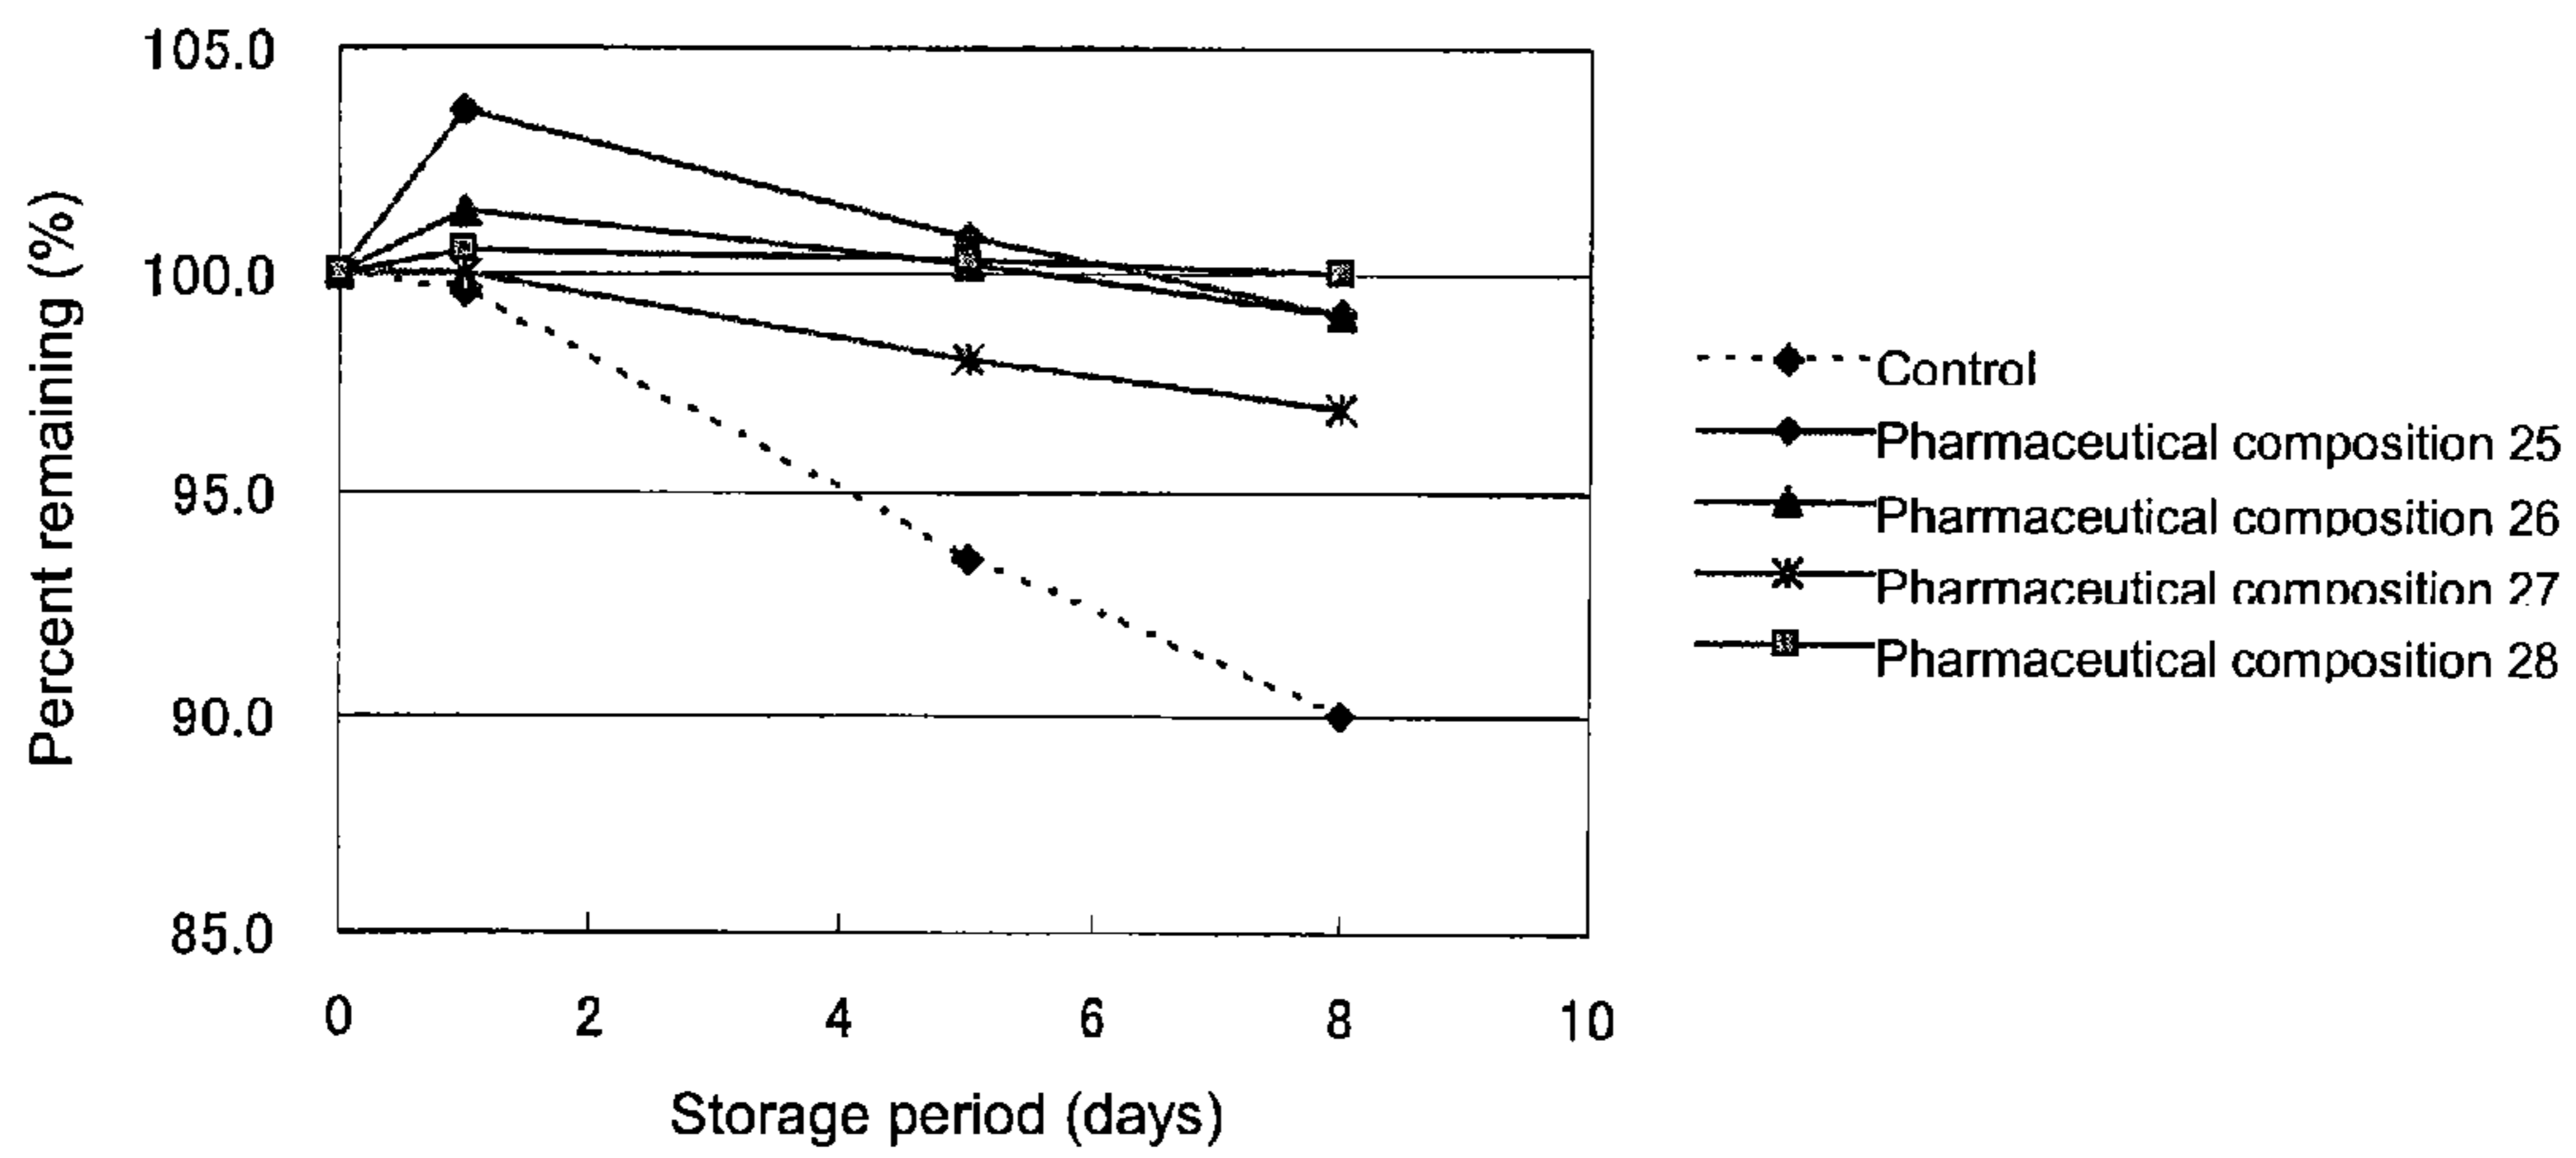 105.0
100.0
95.0
90.0
85.0
Percent remaining (%)
0 2 4 6 8 10
Storage period (days)
Control
Pharmaceutical composition 25
Pharmaceutical composition 26
Pharmaceutical composition 27
Pharmaceutical composition 28